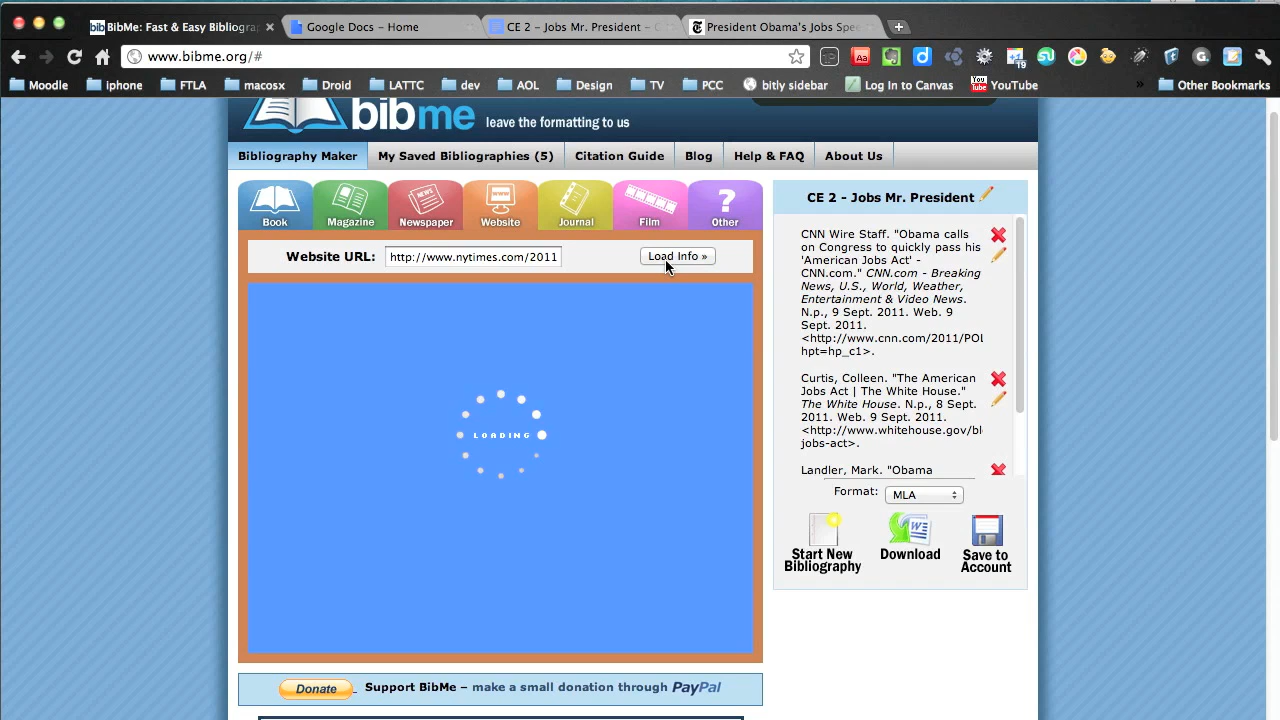 BibMe: Fast & Easy Bibliogra
Google Docs – Home
CE 2 – Jobs Mr. President –
President Obama's Jobs Spee
www.bibme.org/#
Moodle
iphone
FTLA
macosx
Droid
LATTC
dev
AOL
Design
TV
PCC
bitly sidebar
Log In to Canvas
YouTube
»
Other Bookmarks
bibme leave the formatting to us
Bibliography Maker
My Saved Bibliographies (5)
Citation Guide
Blog
Help & FAQ
About Us
Book
Magazine
NEWS
Newspaper
WWW
Website
Journal
Film
?
Other
Website URL: http://www.nytimes.com/2011 Load Info »
LOADING
CE 2 - Jobs Mr. President
CNN Wire Staff. "Obama calls
on Congress to quickly pass his
'American Jobs Act' -
CNN.com." CNN.com - Breaking
News, U.S., World, Weather,
Entertainment & Video News.
N.p., 9 Sept. 2011. Web. 9
Sept. 2011.
<http://www.cnn.com/2011/POL
hpt=hp_c1>.
Curtis, Colleen. "The American
Jobs Act | The White House."
The White House. N.p., 8 Sept.
2011. Web. 9 Sept. 2011.
<http://www.whitehouse.gov/bl
jobs-act>.
Landler, Mark. "Obama
Format: MLA
Start New
Bibliography
Download
Save to
Account
Donate Support BibMe – make a small donation through PayPal